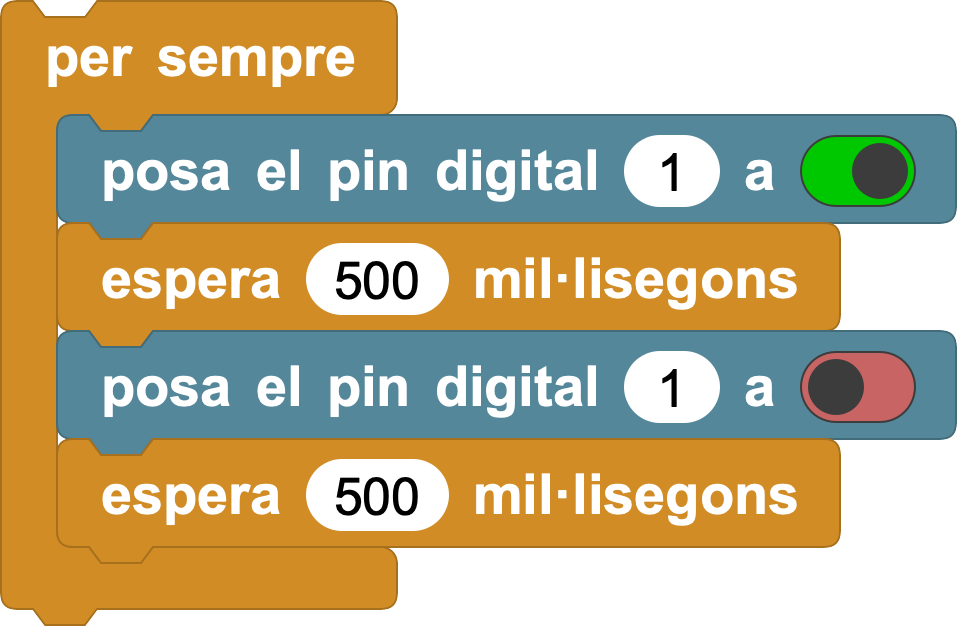 per sempre
posa el pin digital 1 a
espera 500 mil·lisegons
posa el pin digital 1 a
espera 500 mil·lisegons